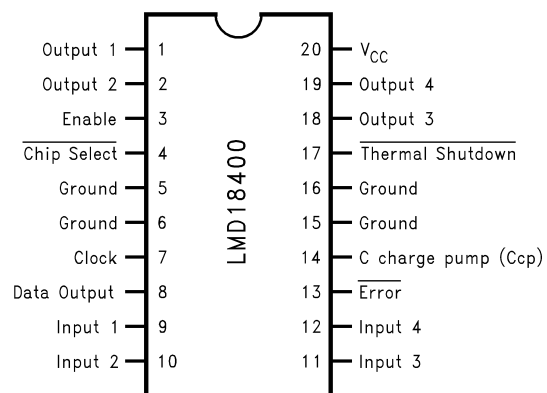 Output 1 1 20 V_CC
Output 2 2 19 Output 4
Enable 3 18 Output 3
Chip Select 4 17 Thermal Shutdown
Ground 5 16 Ground
Ground 6 15 Ground
Clock 7 14 C charge pump (Ccp)
Data Output 8 13 Error
Input 1 9 12 Input 4
Input 2 10 11 Input 3
LMD18400